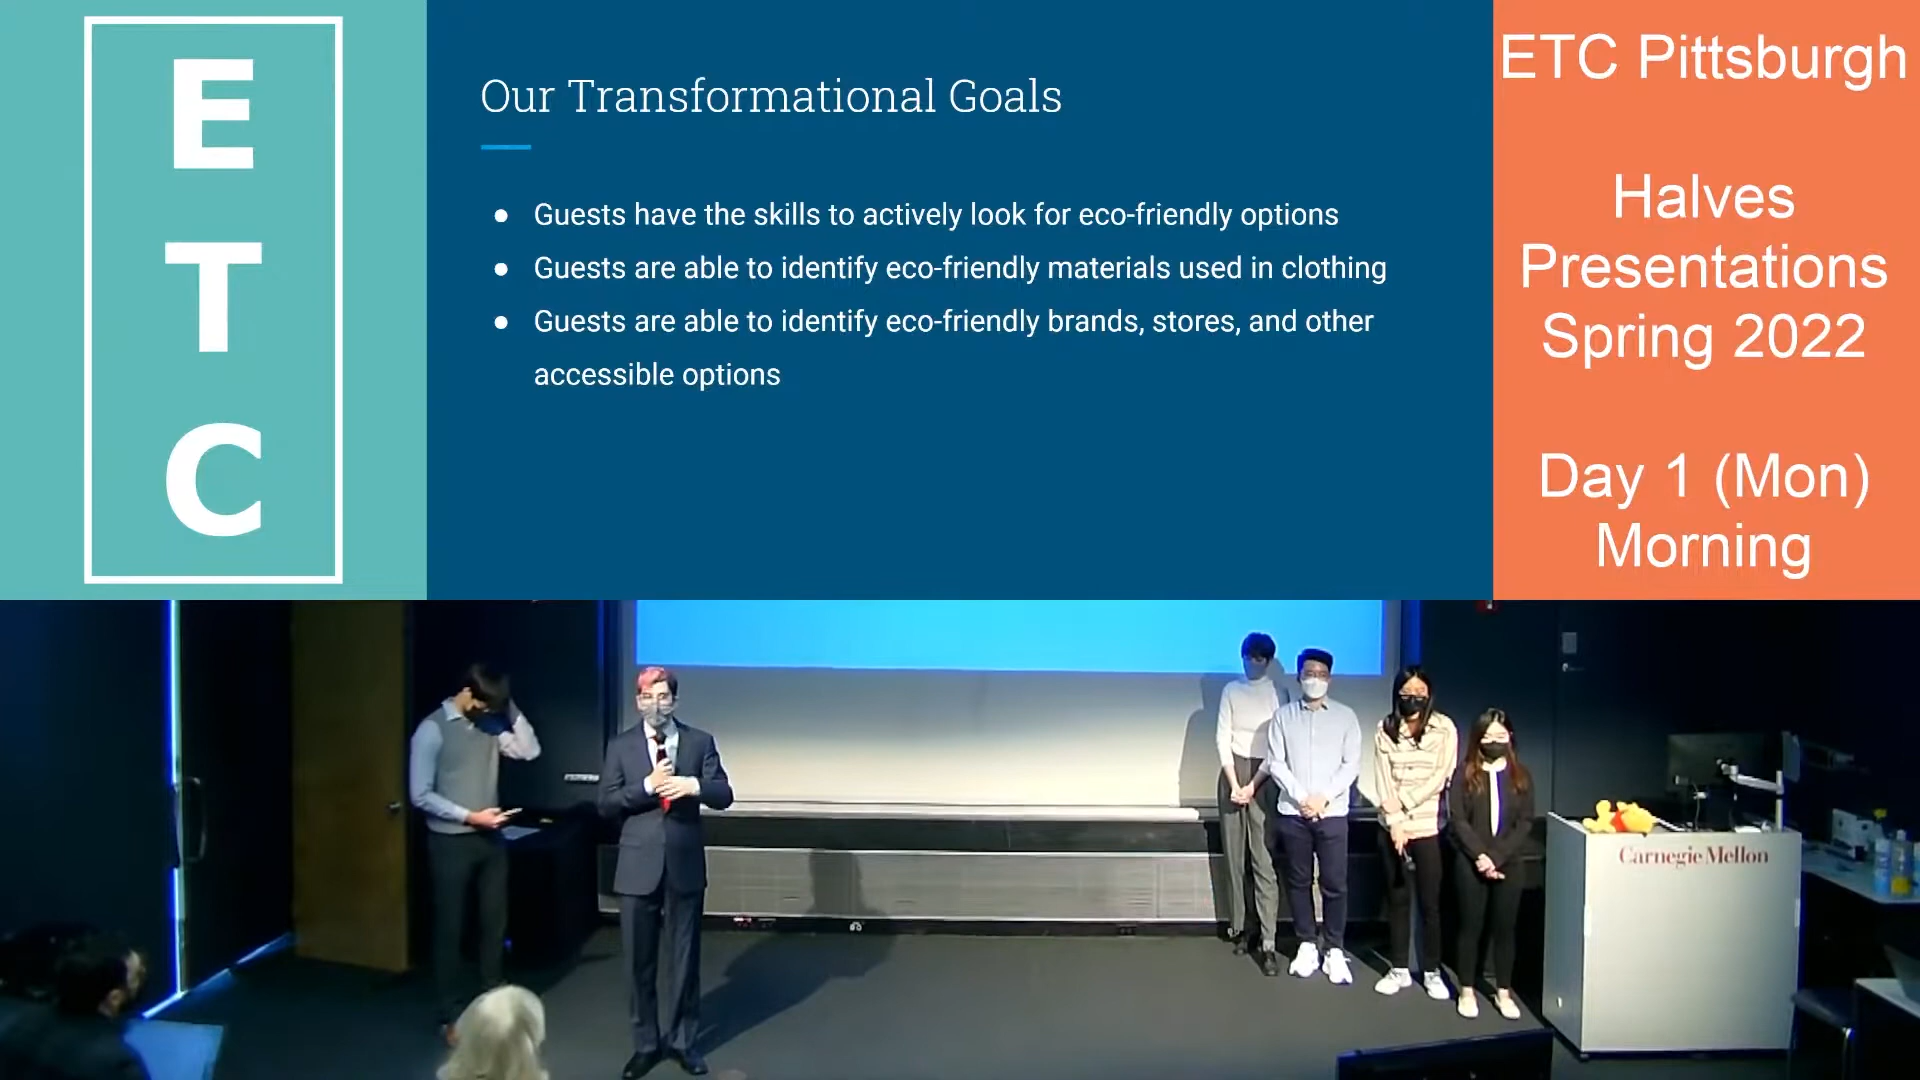 E
T
C
Our Transformational Goals
● Guests have the skills to actively look for eco-friendly options
● Guests are able to identify eco-friendly materials used in clothing
● Guests are able to identify eco-friendly brands, stores, and other
accessible options
ETC Pittsburgh
Halves
Presentations
Spring 2022
Day 1 (Mon)
Morning
Carnegie Mellon